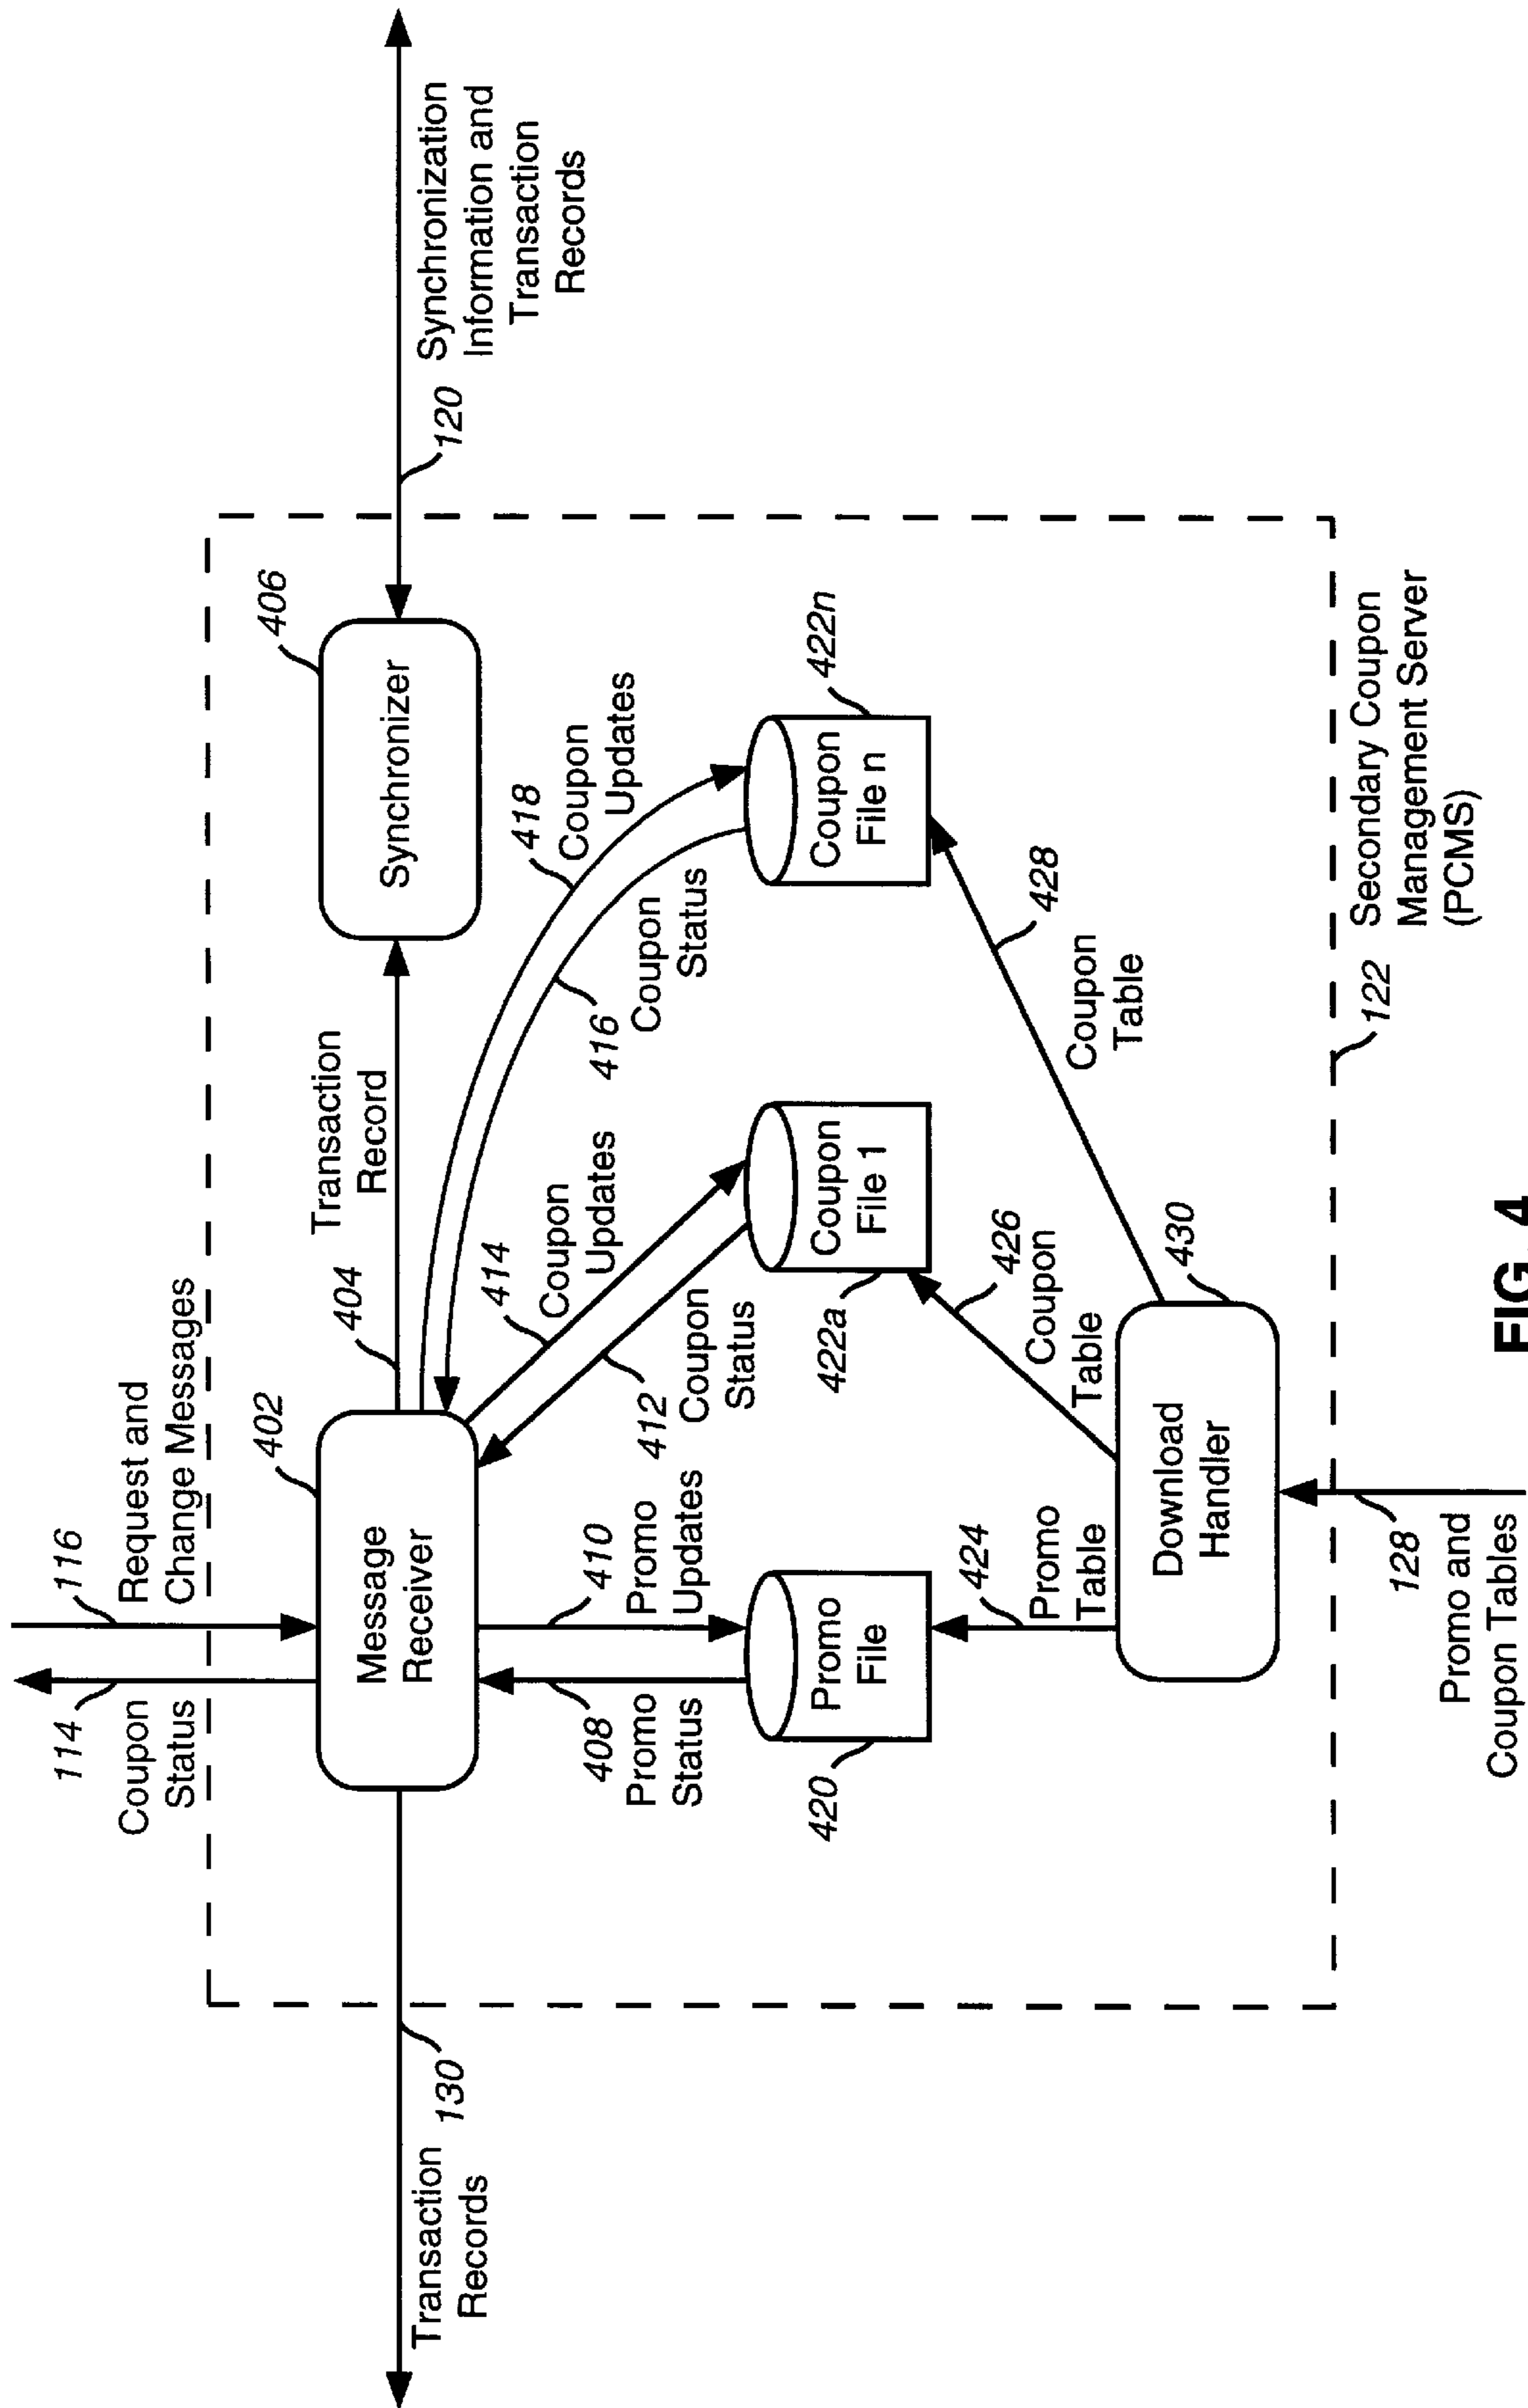 114
Coupon
Status
116
Request and
Change Messages
402
Message
Receiver
404
Transaction
Record
406
Synchronizer
120
Synchronization
Information and
Transaction
Records
130
Transaction
Records
408
Promo
Status
410
Promo
Updates
412
Coupon
Status
414
Coupon
Updates
416
Coupon
Status
418
Coupon
Updates
420
Promo
File
422a
Coupon
File 1
422n
Coupon
File n
424
Promo
Table
426
Coupon
Table
428
Coupon
Table
Download
Handler
430
128
Promo and
Coupon Tables
122
Secondary Coupon
Management Server
(PCMS)
FIG. 4